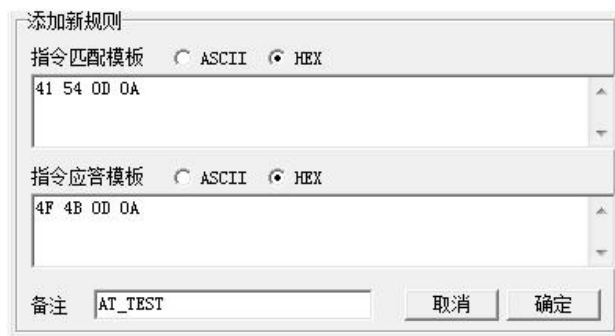 添加新规则
指令匹配模板 ASCII HEX
41 54 0D 0A
指令应答模板 ASCII HEX
4F 4B 0D 0A
备注 AT_TEST 取消 确定